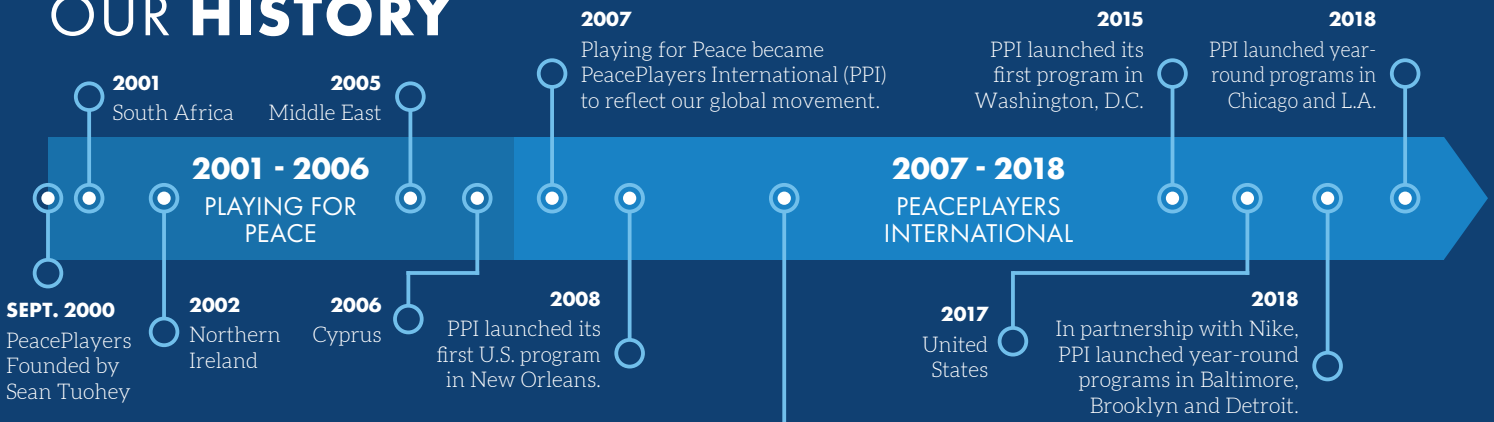 OUR HISTORY
2001
South Africa
2005
Middle East
2007
Playing for Peace became
PeacePlayers International (PPI)
to reflect our global movement.
2015
PPI launched its
first program in
Washington, D.C.
2018
PPI launched year-
round programs in
Chicago and L.A.
2001 - 2006
PLAYING FOR
PEACE
2007 - 2018
PEACEPLAYERS
INTERNATIONAL
SEPT. 2000
PeacePlayers
Founded by
Sean Tuohey
2002
Northern
Ireland
2006
Cyprus
2008
PPI launched its
first U.S. program
in New Orleans.
2017
United
States
2018
In partnership with Nike,
PPI launched year-round
programs in Baltimore,
Brooklyn and Detroit.